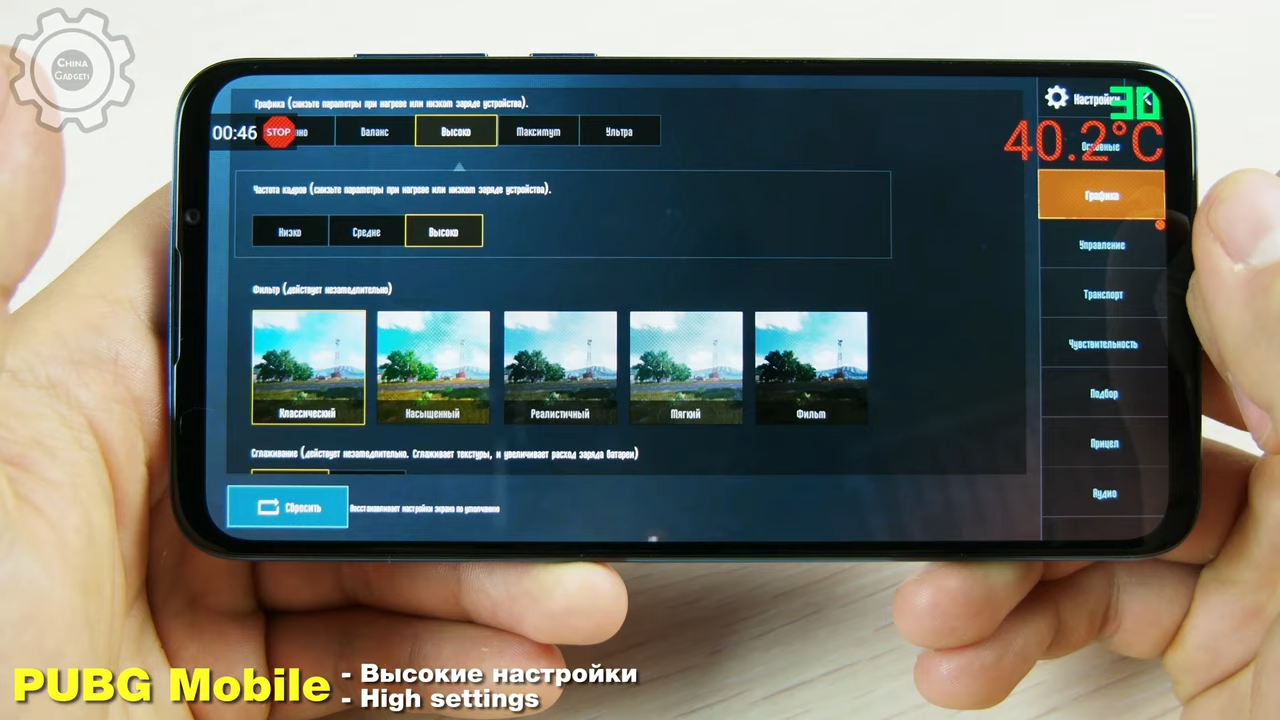 CHINA
GADGETS
Графика (снизьте параметры при нагреве или низком заряде устройства).
Настройки
30
00:46
STOP
Баланс
Высоко
Максимум
Ультра
40.2°C
Основные
Частота кадров (снизьте параметры при нагреве или низком заряде устройства).
Графика
Низко
Средне
Высоко
Управление
Фильтр (действует незамедлительно)
Транспорт
Чувствительность
Классический
Насыщенный
Реалистичный
Мягкий
Фильм
Подбор
Прицел
Сглаживание (действует незамедлительно. Сглаживает текстуры, и увеличивает расход заряда батареи)
Аудио
Сбросить
Восстанавливает настройки экрана по умолчанию
PUBG Mobile
- Высокие настройки
- High settings